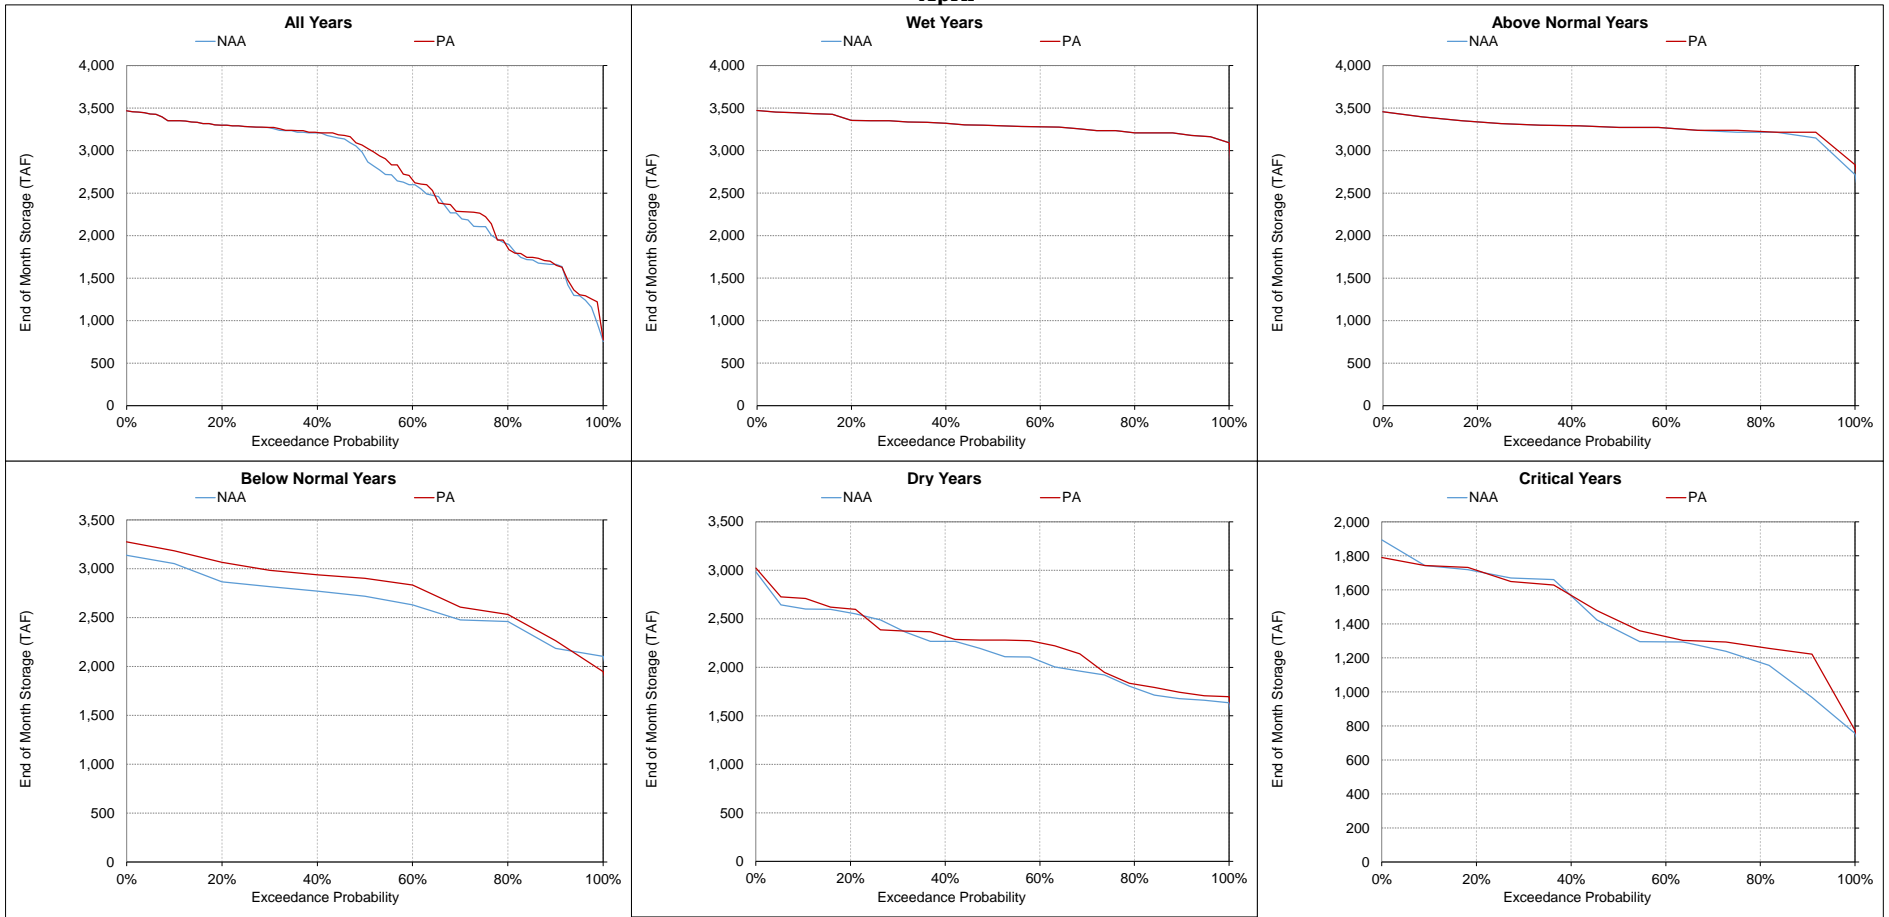 All Years
NAA PA
4,000
3,500
3,000
2,500
2,000
1,500
1,000
500
0
End of Month Storage (TAF)
0% 20% 40% 60% 80% 100%
Exceedance Probability
Wet Years
NAA PA
4,000
3,500
3,000
2,500
2,000
1,500
1,000
500
0
End of Month Storage (TAF)
0% 20% 40% 60% 80% 100%
Exceedance Probability
Above Normal Years
NAA PA
4,000
3,500
3,000
2,500
2,000
1,500
1,000
500
0
End of Month Storage (TAF)
0% 20% 40% 60% 80% 100%
Exceedance Probability
Below Normal Years
NAA PA
3,500
3,000
2,500
2,000
1,500
1,000
500
0
End of Month Storage (TAF)
0% 20% 40% 60% 80% 100%
Exceedance Probability
Dry Years
NAA PA
3,500
3,000
2,500
2,000
1,500
1,000
500
0
End of Month Storage (TAF)
0% 20% 40% 60% 80% 100%
Exceedance Probability
Critical Years
NAA PA
2,000
1,800
1,600
1,400
1,200
1,000
800
600
400
200
0
End of Month Storage (TAF)
0% 20% 40% 60% 80% 100%
Exceedance Probability